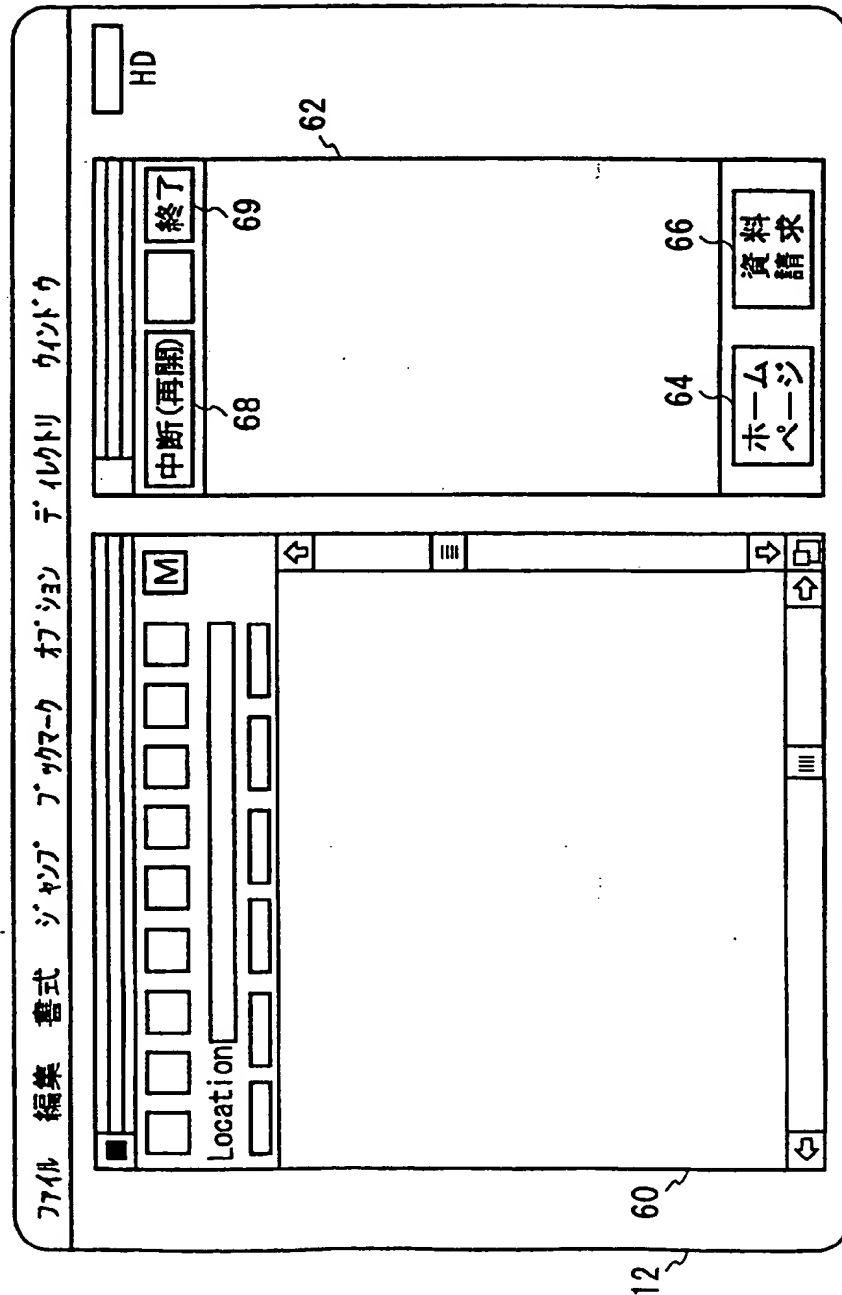 ファイル 編集 書式 ジャンプ ブックマーク オプション ディレクトリ ウィンドウ
HD
M
Location
中断(再開)
終了
68
69
62
64
66
ホーム
ページ
資料
請求
60
12